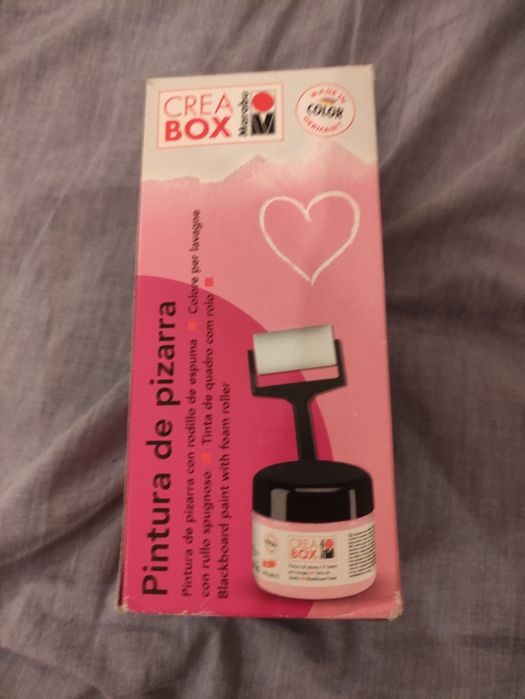 CREA
BOX
Marabu
MADE IN
COLOR
GERMANY
Pintura de pizarra
Pintura de pizarra con rodillo de espuma ■ Colore per lavagne
con rullo spugnoso ■ Tinta de quadro com rolo ■
Blackboard paint with foam roller
CREA
BOX